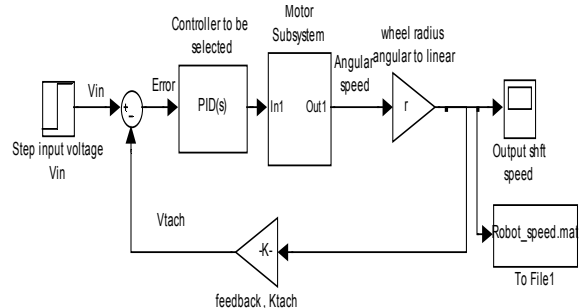 Controller to be
selected
Motor
Subsystem
wheel radius
angular to linear
Vin
Error
Angular
speed
PID(s)
In1
Out1
r
Step input voltage
Vin
Output shft
speed
Vtach
-K-
Robot_speed.mat
To File1
feedback , Ktach